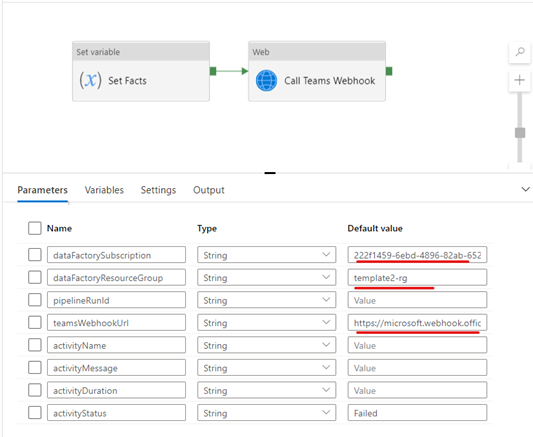 Set variable
(x) Set Facts
Web
Call Teams Webhook
Parameters Variables Settings Output
Name Type Default value
dataFactorySubscription String 222f1459-6ebd-4896-82ab-652
dataFactoryResourceGroup String template2-rg
pipelineRunId String Value
teamsWebhookUrl String https://microsoft.webhook.offic
activityName String Value
activityMessage String Value
activityDuration String Value
activityStatus String Failed